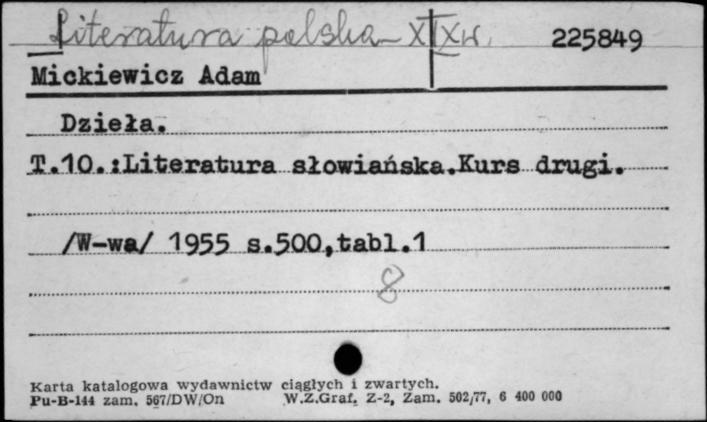 Literatura polska XIX w. 225849
Mickiewicz Adam
Dzieła.
T.10.:Literatura słowiańska.Kurs drugi.
/W-wa/ 1955 s.500,tabl.1
8
Karta katalogowa wydawnictw ciągłych i zwartych.
Pu-B-144 zam. 567/DW/On W.Z.Graf. Z-2, Zam. 502/77, 6 400 000